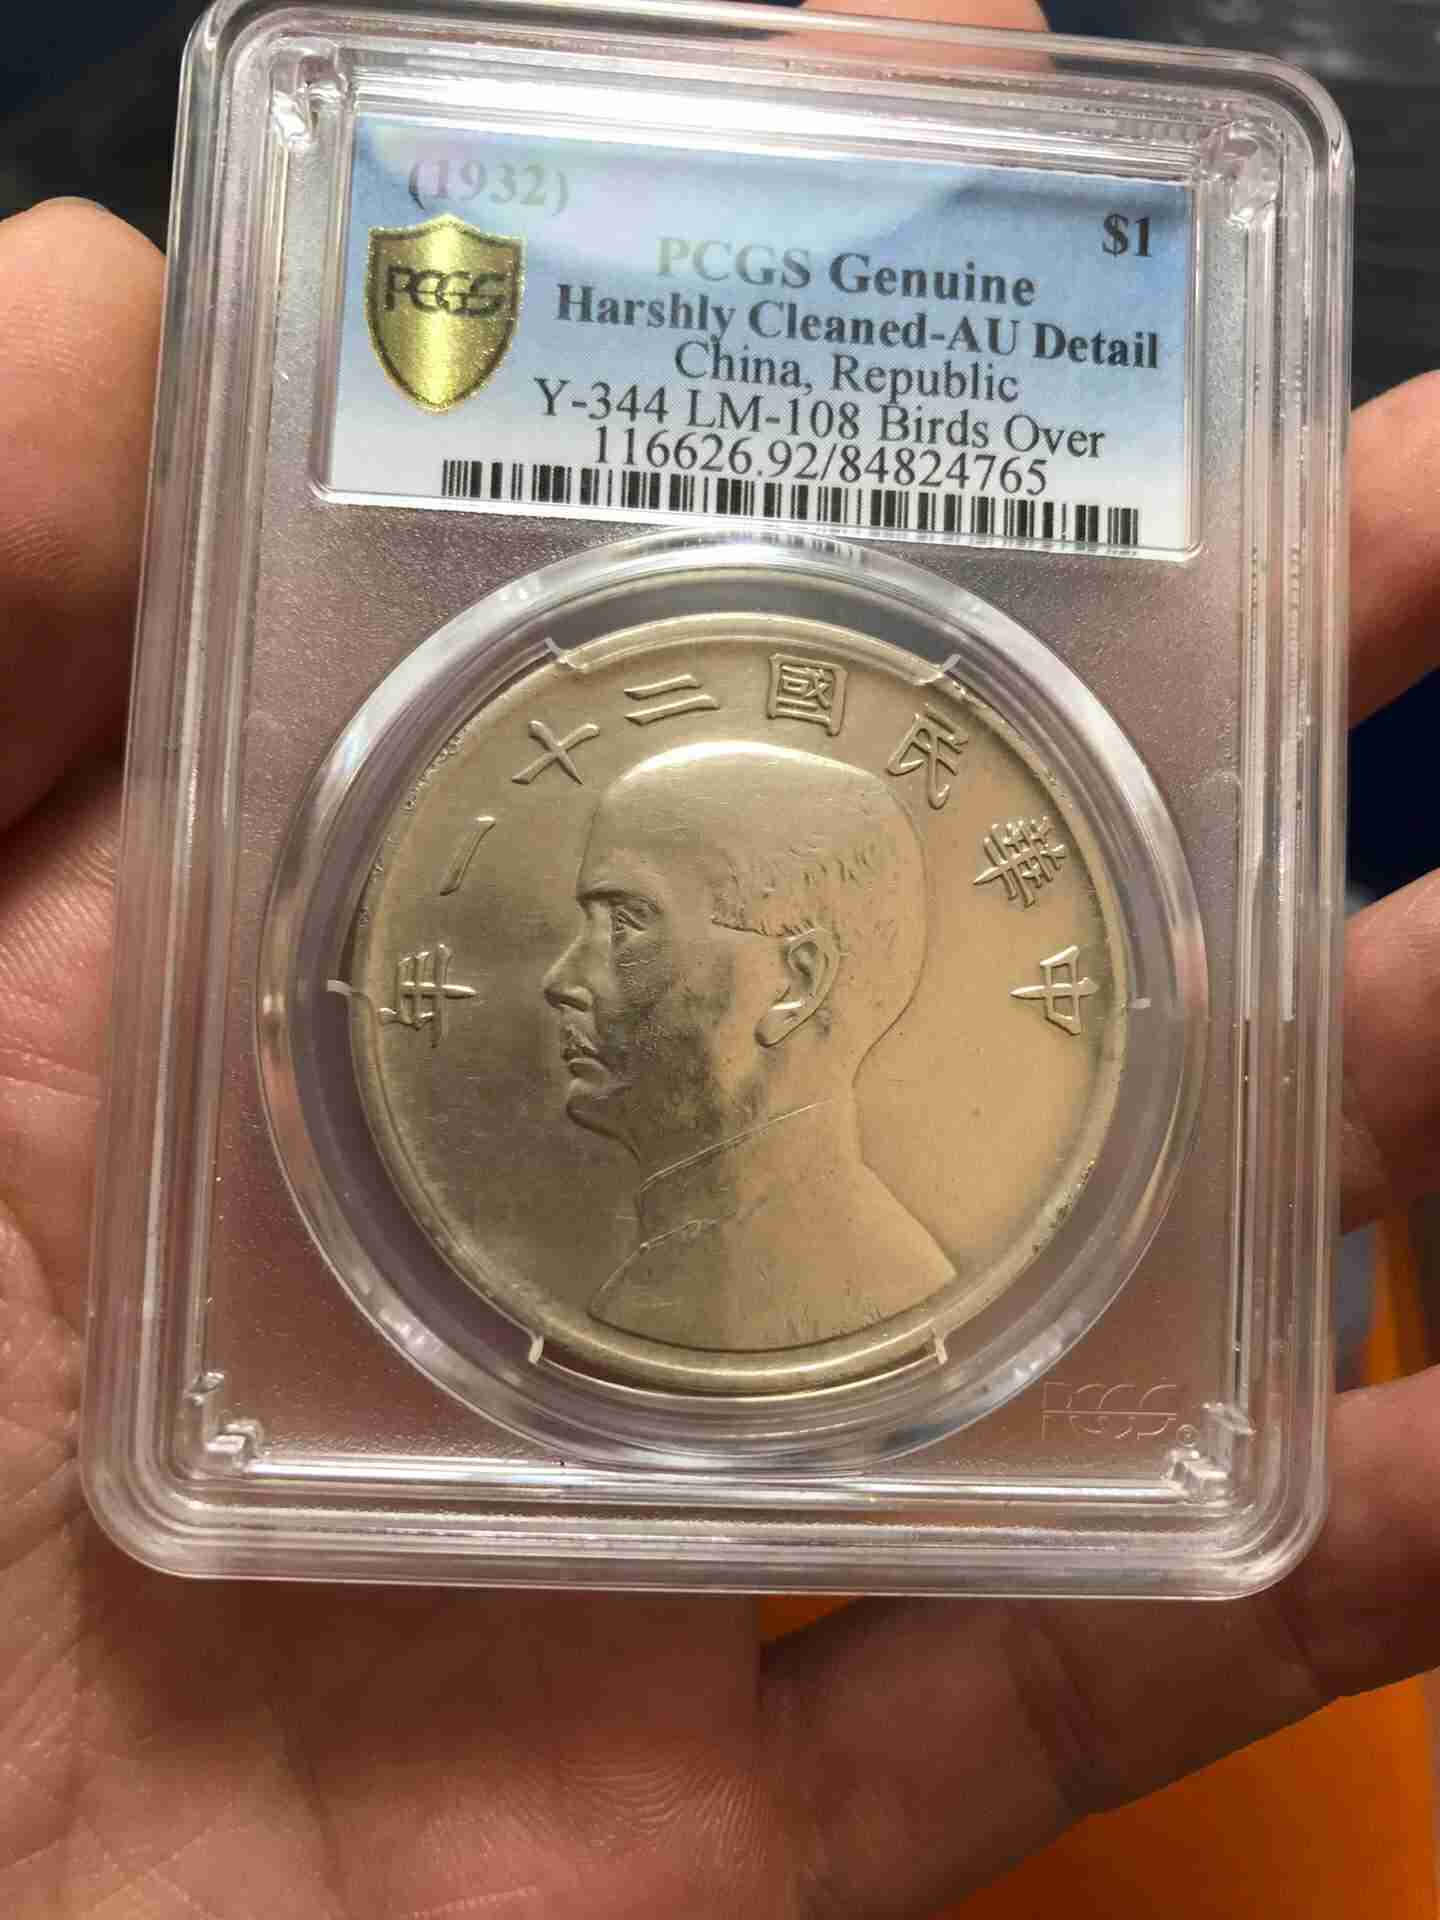 (1932)
$1
PCGS
PCGS Genuine
Harshly Cleaned-AU Detail
China, Republic
Y-344 LM-108 Birds Over
116626.92/84824765
年一十二國民華中
PCGS